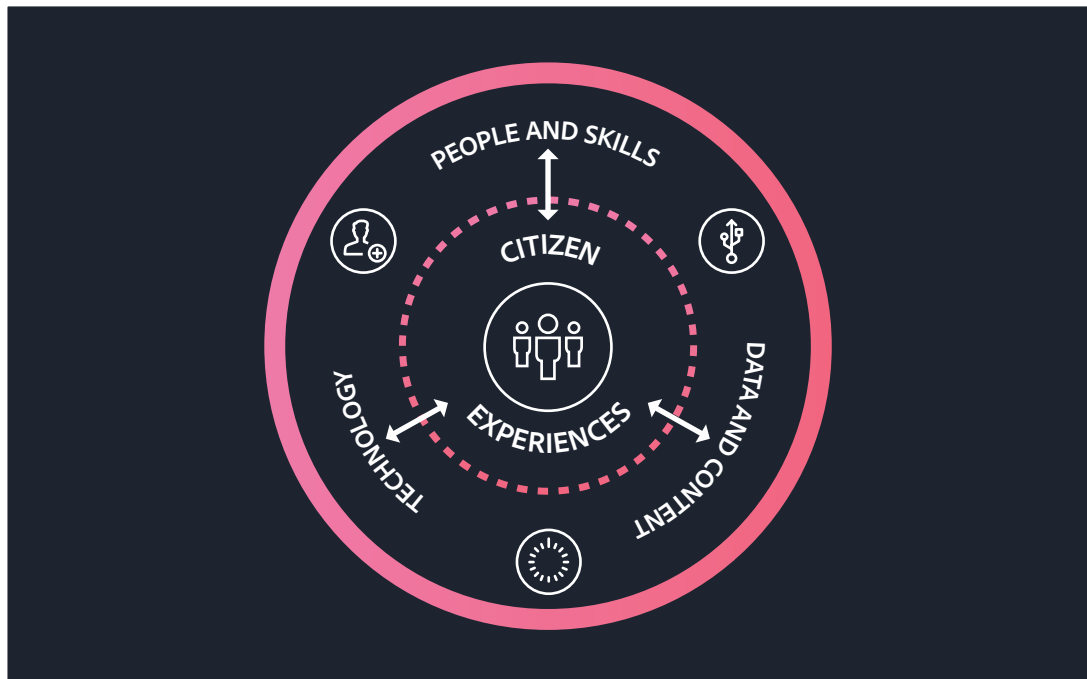 PEOPLE AND SKILLS
CITIZEN
EXPERIENCES
TECHNOLOGY
DATA AND CONTENT